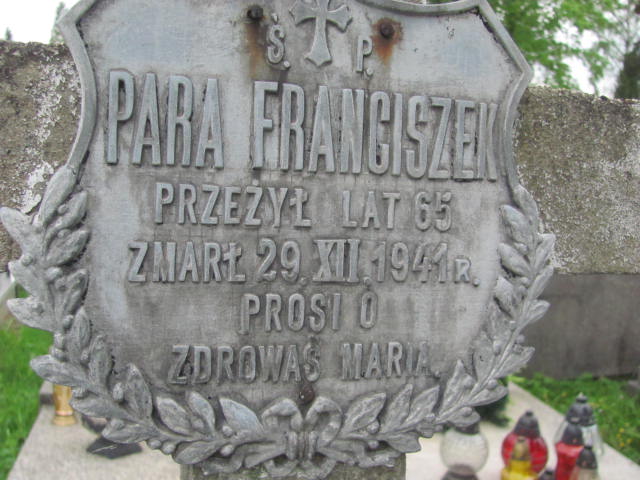 Ś. P.
PARA FRANCISZEK
PRZEŻYŁ LAT 65
ZMARŁ 29.XII.1941 R.
PROSI O
ZDROWAŚ MARIA.